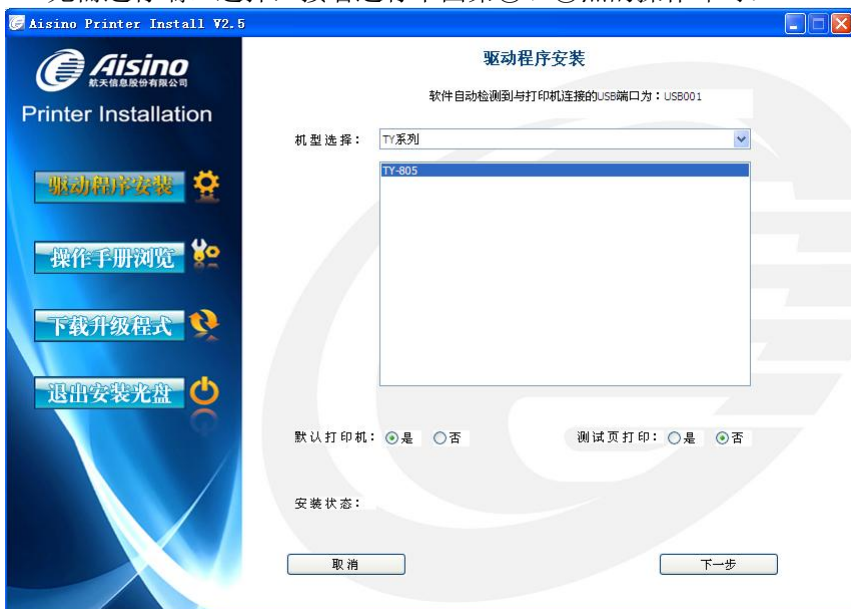 Aisino Printer Install V2.5
Aisino
航天信息股份有限公司
Printer Installation
驱动程序安装
操作手册浏览
下载升级程式
退出安装光盘
驱动程序安装
软件自动检测到与打印机连接的USB端口为：USB001
机型选择： TY系列
TY-805
默认打印机： 是 否 测试页打印： 是 否
安装状态：
取消 下一步